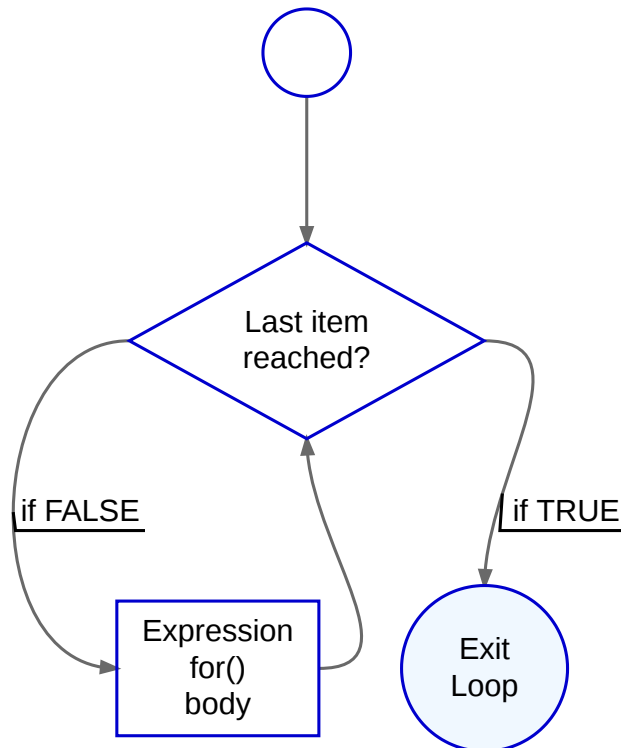 Last item
reached?
if FALSE
if TRUE
Expression
for()
body
Exit
Loop